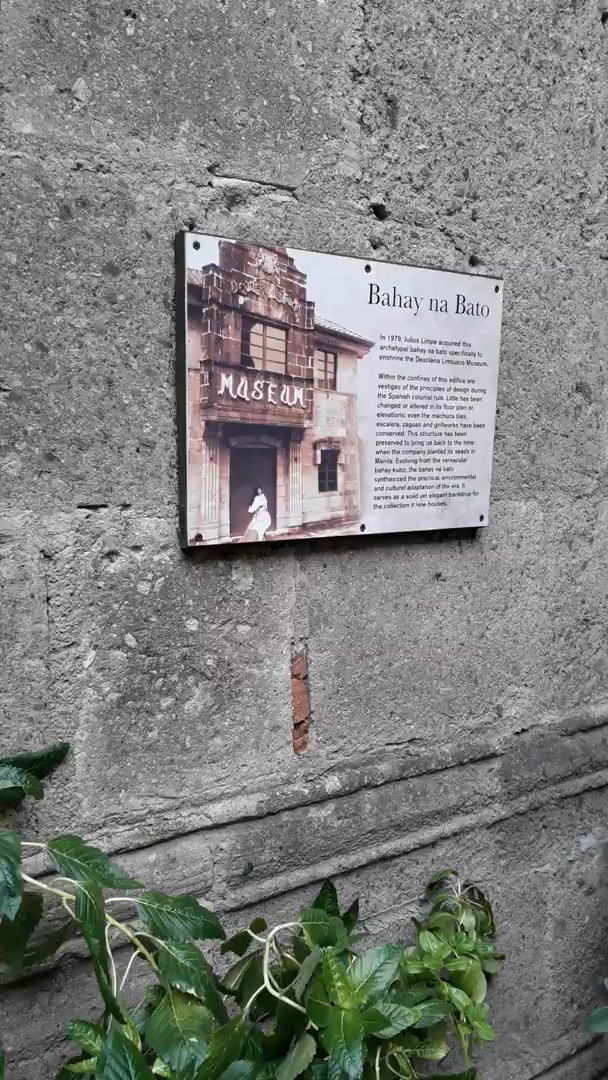 MUSEUM
Bahay na Bato
In 1979, Julius Limpe acquired this
archetypal bahay na bato specifically to
enshrine the Destileria Limtuaco Museum.
Within the confines of this edifice are
vestiges of the principles of design during
the Spanish colonial rule. Little has been
changed or altered in its floor plan or
elevations; even the machuca tiles,
escalera, zaguan and grillworks have been
conserved. This structure has been
preserved to bring us back to the time
when the company planted its seeds in
Manila. Evolving from the vernacular
bahay kubo, the bahay na bato
synthesized the practical, environmental
and cultural adaptation of the era. It
serves as a solid yet elegant backdrop for
the collection it now houses.